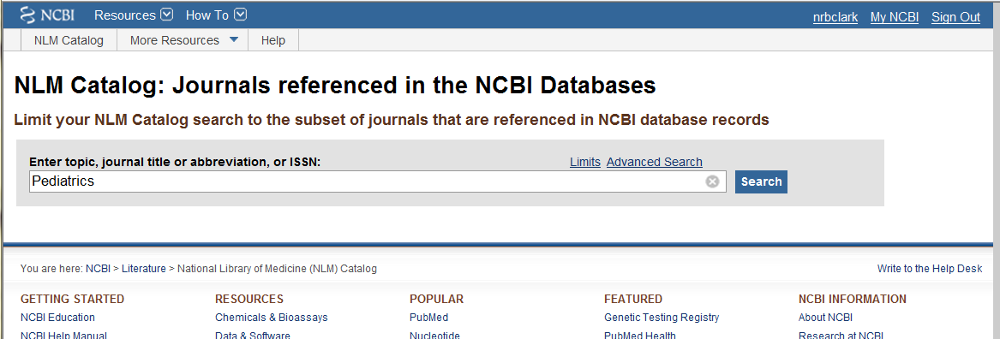 NCBI Resources How To nrbclark My NCBI Sign Out
NLM Catalog More Resources Help
NLM Catalog: Journals referenced in the NCBI Databases
Limit your NLM Catalog search to the subset of journals that are referenced in NCBI database records
Enter topic, journal title or abbreviation, or ISSN: Limits Advanced Search
Pediatrics Search
You are here: NCBI > Literature > National Library of Medicine (NLM) Catalog Write to the Help Desk
GETTING STARTED RESOURCES POPULAR FEATURED NCBI INFORMATION
NCBI Education Chemicals & Bioassays PubMed Genetic Testing Registry About NCBI
NCBI Help Manual Data & Software Nucleotide PubMed Health Research at NCBI